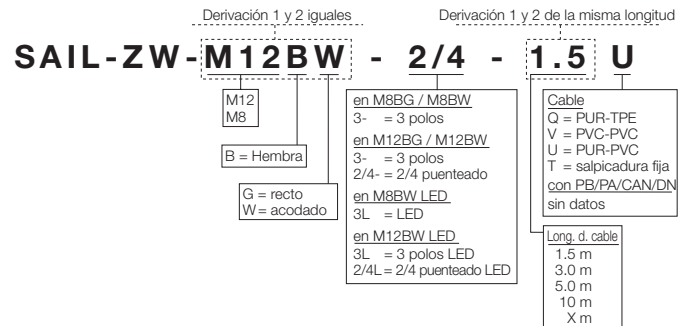 Derivación 1 y 2 iguales
Derivación 1 y 2 de la misma longitud
SAIL-ZW-M12BW - 2/4 - 1.5 U
M12
M8
B = Hembra
G = recto
W = acodado
en M8BG / M8BW
3- = 3 polos
en M12BG / M12BW
3- = 3 polos
2/4- = 2/4 puenteado
en M8BW LED
3L = LED
en M12BW LED
3L = 3 polos LED
2/4L = 2/4 puenteado LED
Cable
Q = PUR-TPE
V = PVC-PVC
U = PUR-PVC
T = salpicadura fija
con PB/PA/CAN/DN
sin datos
Long. d. cable
1.5 m
3.0 m
5.0 m
10 m
X m